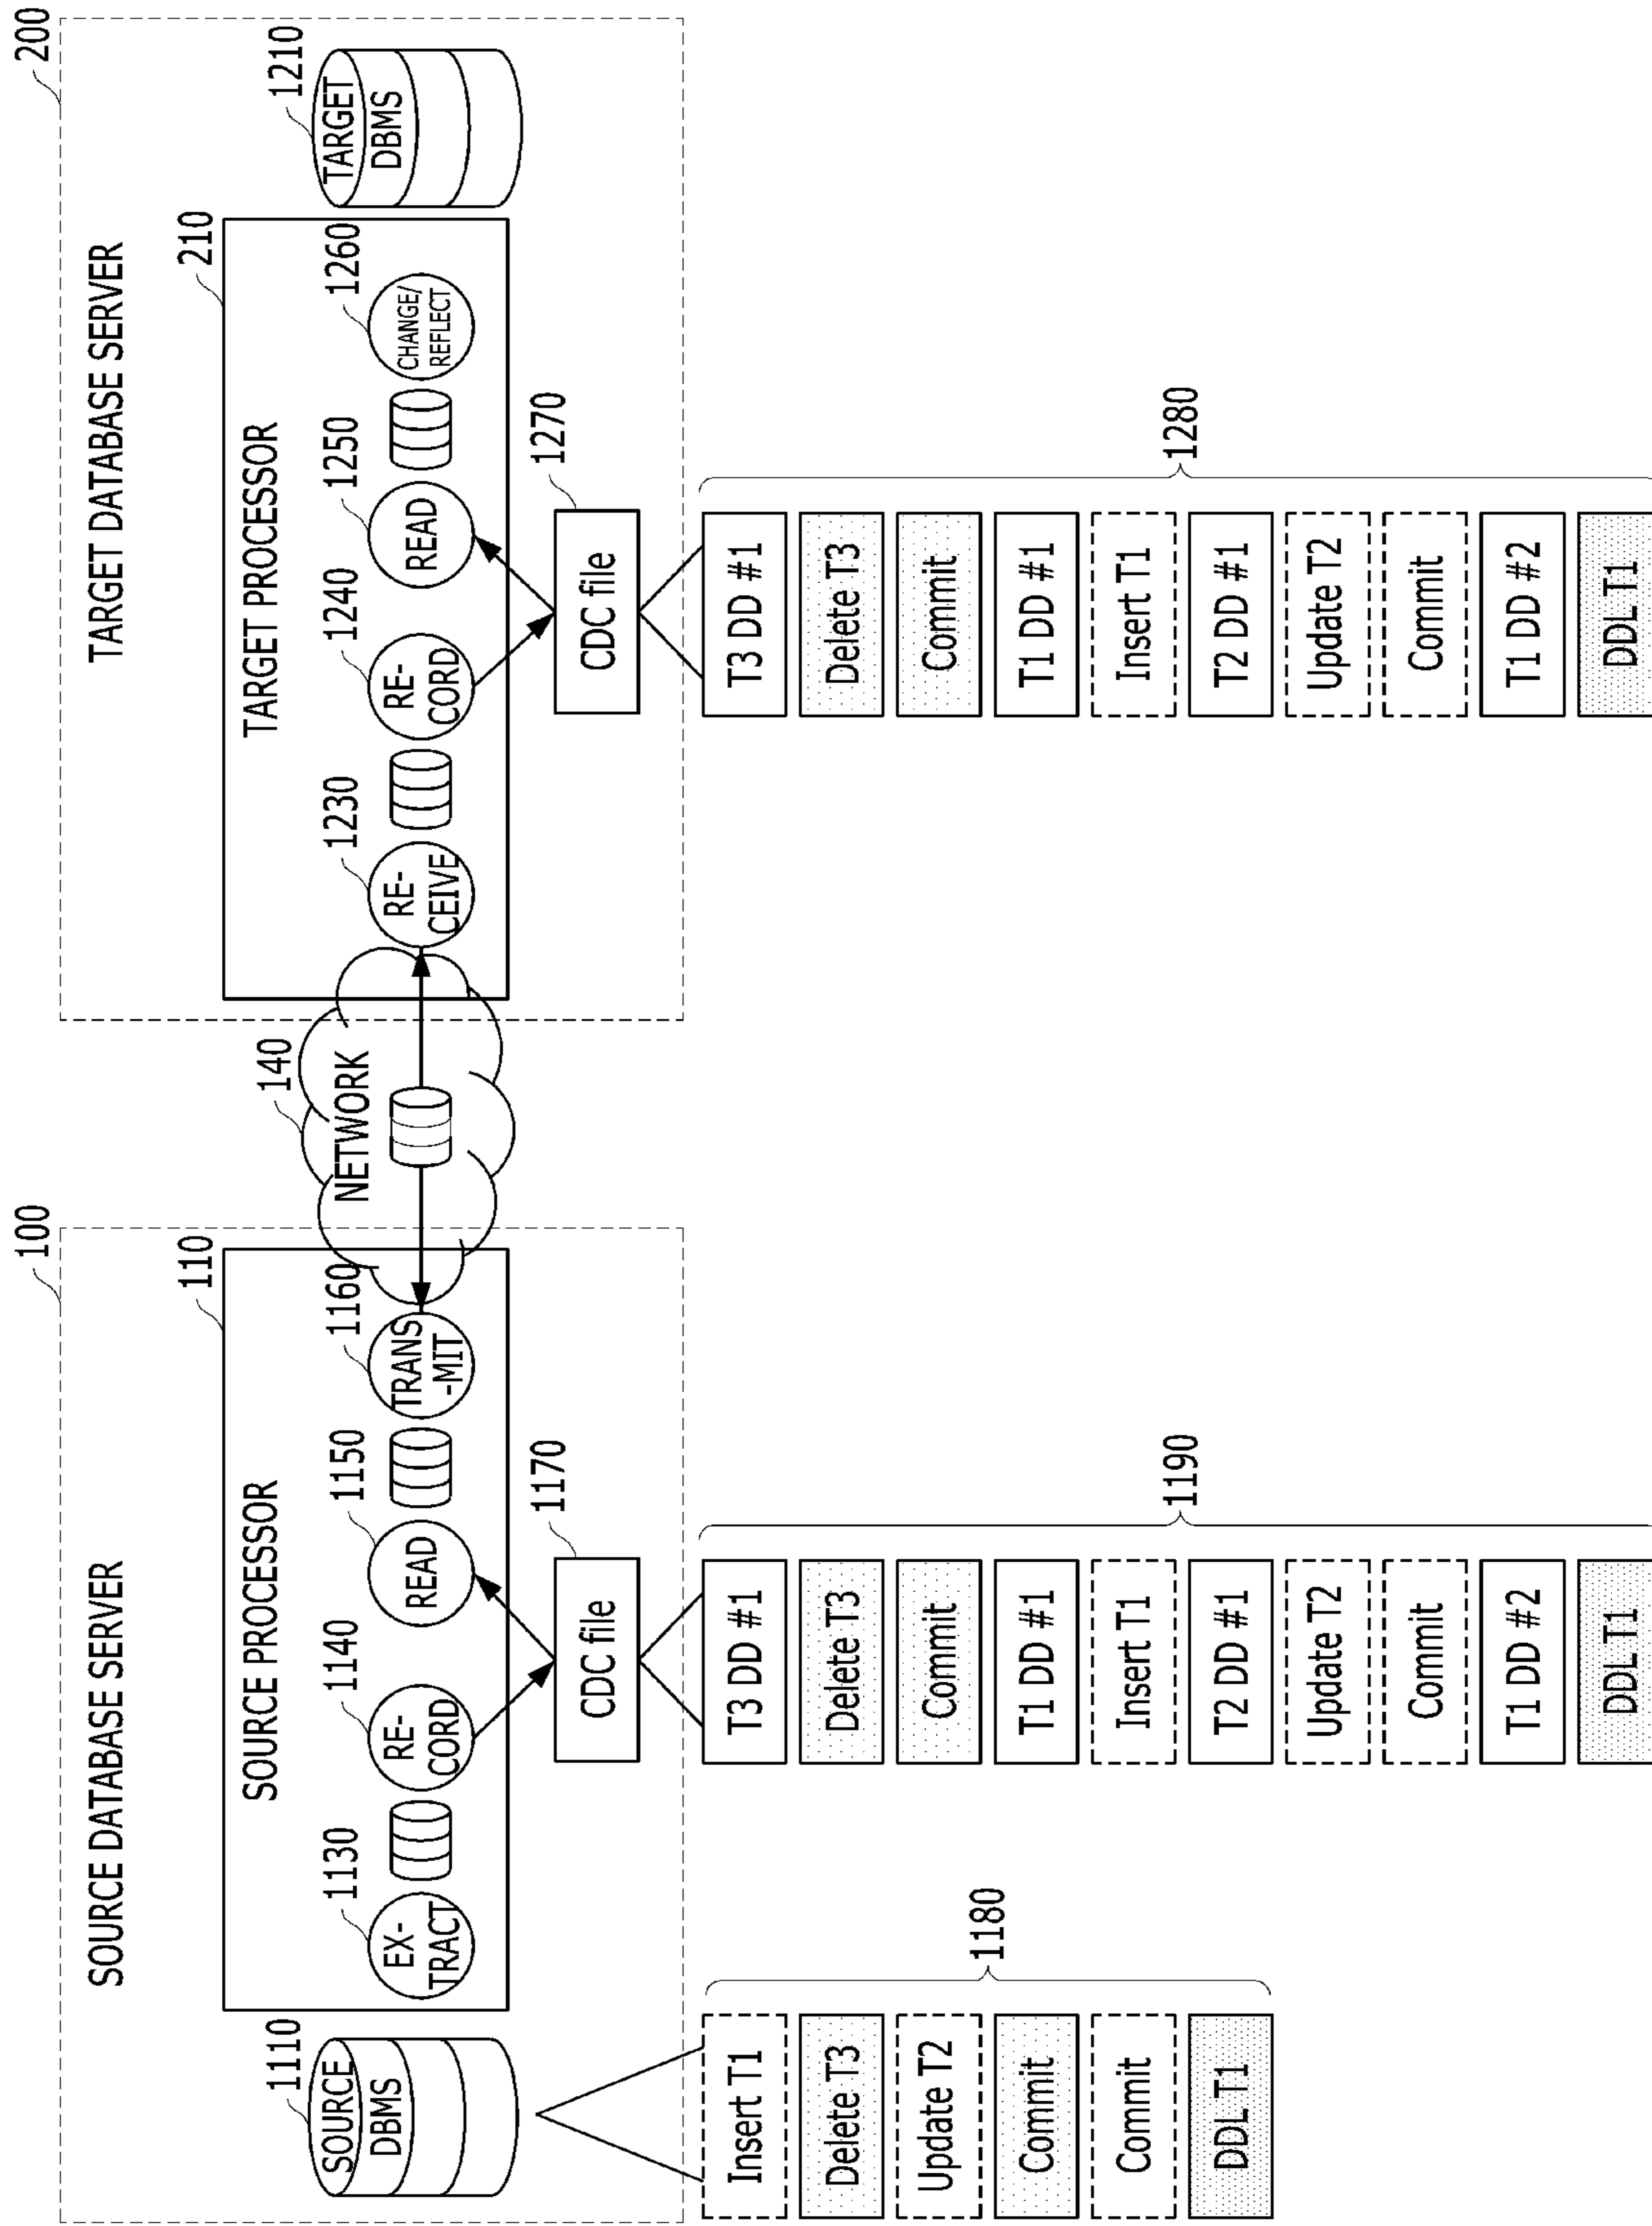 100
200
SOURCE DATABASE SERVER
TARGET DATABASE SERVER
110
210
SOURCE PROCESSOR
TARGET PROCESSOR
140
NETWORK
1110
SOURCE
DBMS
1130
EX-
TRACT
1140
RE-
CORD
1150
READ
1160
TRANS
-MIT
1230
RE-
CEIVE
1240
RE-
CORD
1250
READ
1260
CHANGE/
REFLECT
1210
TARGET
DBMS
1170
CDC file
1270
CDC file
Insert T1
Delete T3
Update T2
Commit
Commit
DDL T1
1180
T3 DD #1
Delete T3
Commit
T1 DD #1
Insert T1
T2 DD #1
Update T2
Commit
T1 DD #2
DDL T1
1190
T3 DD #1
Delete T3
Commit
T1 DD #1
Insert T1
T2 DD #1
Update T2
Commit
T1 DD #2
DDL T1
1280